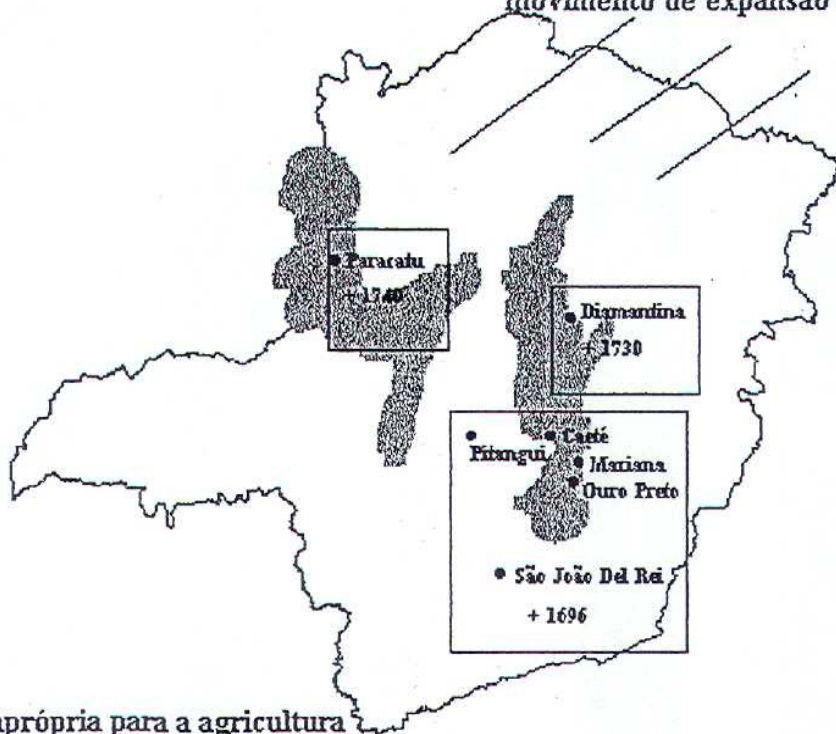 movimento de expansão
Paracatu
+ 1740
Diamantina
+ 1730
Pitangui
Caeté
Mariana
Ouro Preto
São João Del Rei
+ 1696
para a agricultura